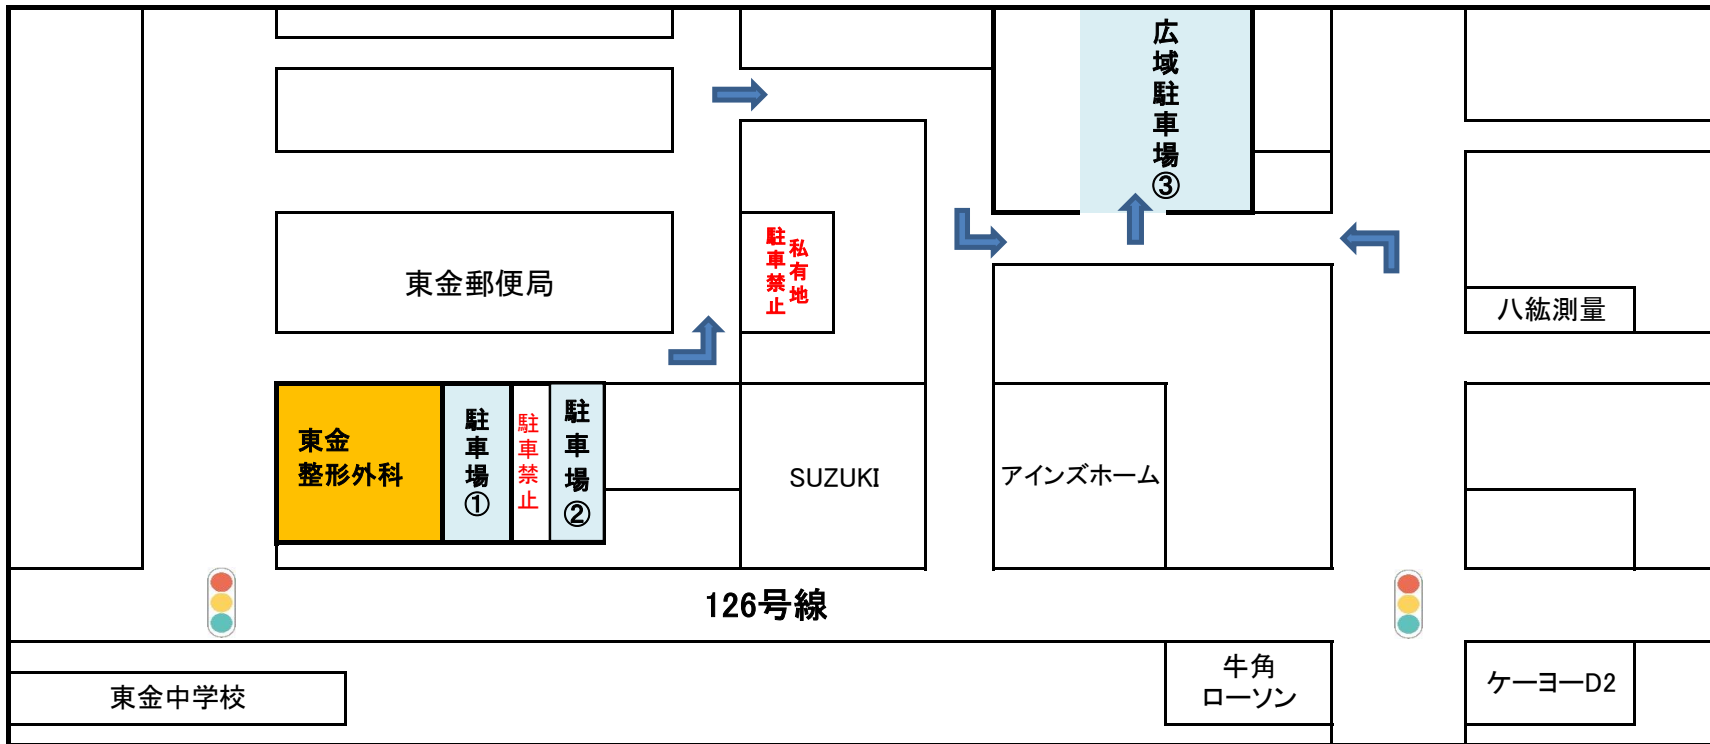 広域駐車場③
私有地
駐車禁止
東金郵便局
八紘測量
東金
整形外科
駐車場①
駐車禁止
駐車場②
SUZUKI
アインズホーム
126号線
東金中学校
牛角
ローソン
ケーヨーD2